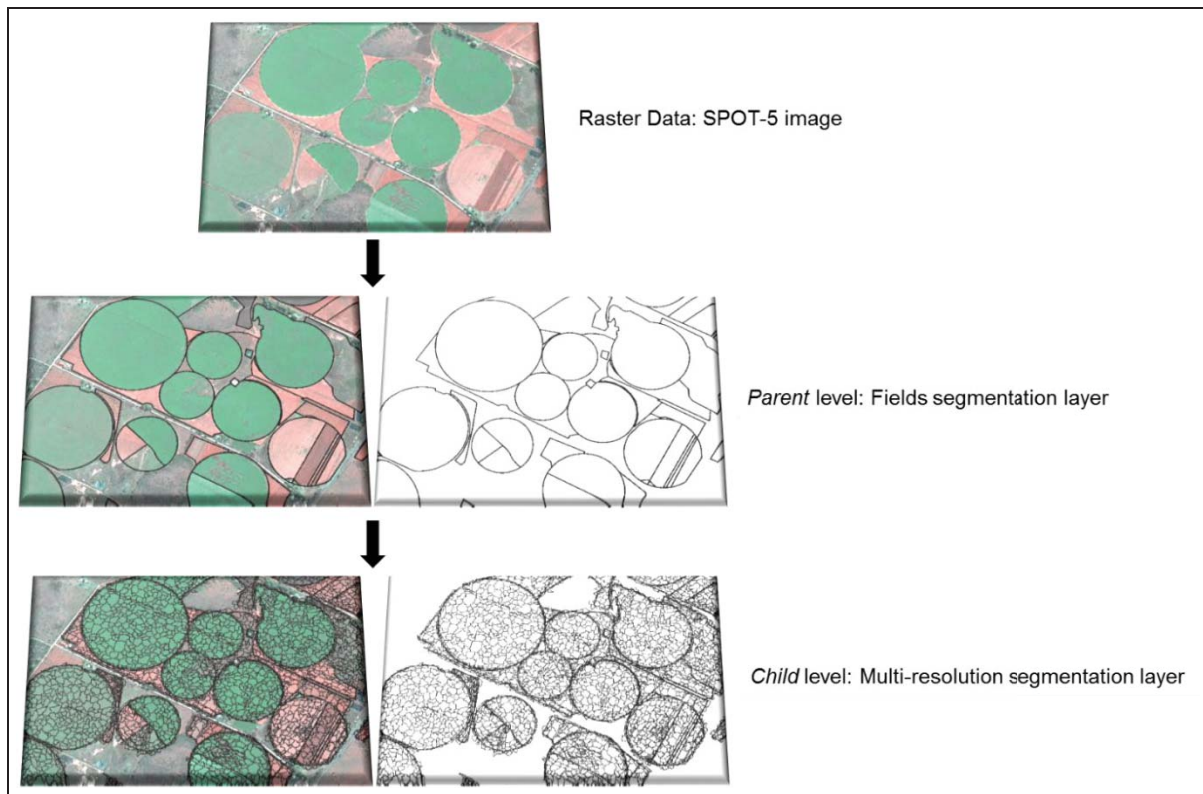 Raster Data: SPOT-5 image
Parent level: Fields segmentation layer
Child level: Multi-resolution segmentation layer